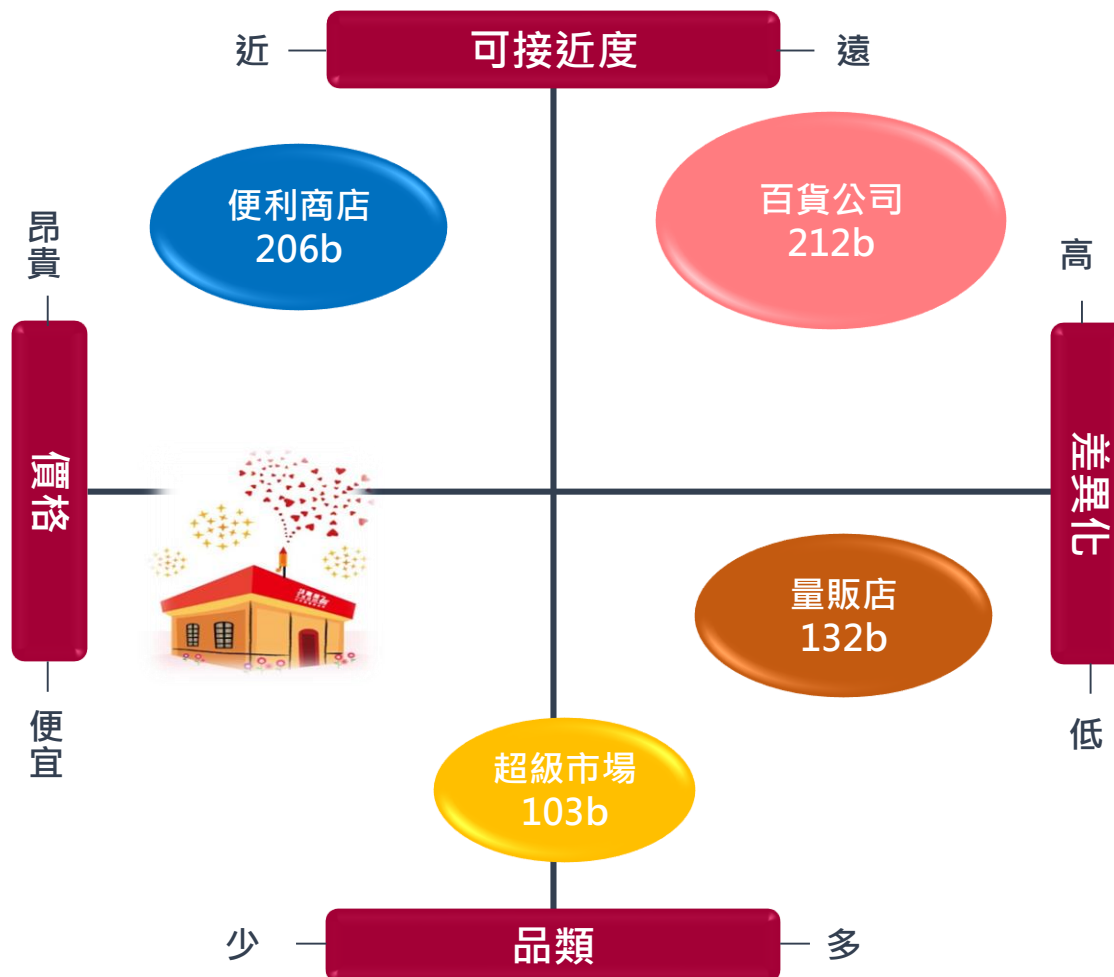 近
可接近度
遠
便利商店
206b
百貨公司
212b
昂貴
高
價格
差異化
量販店
132b
便宜
低
超級市場
103b
少
品類
多